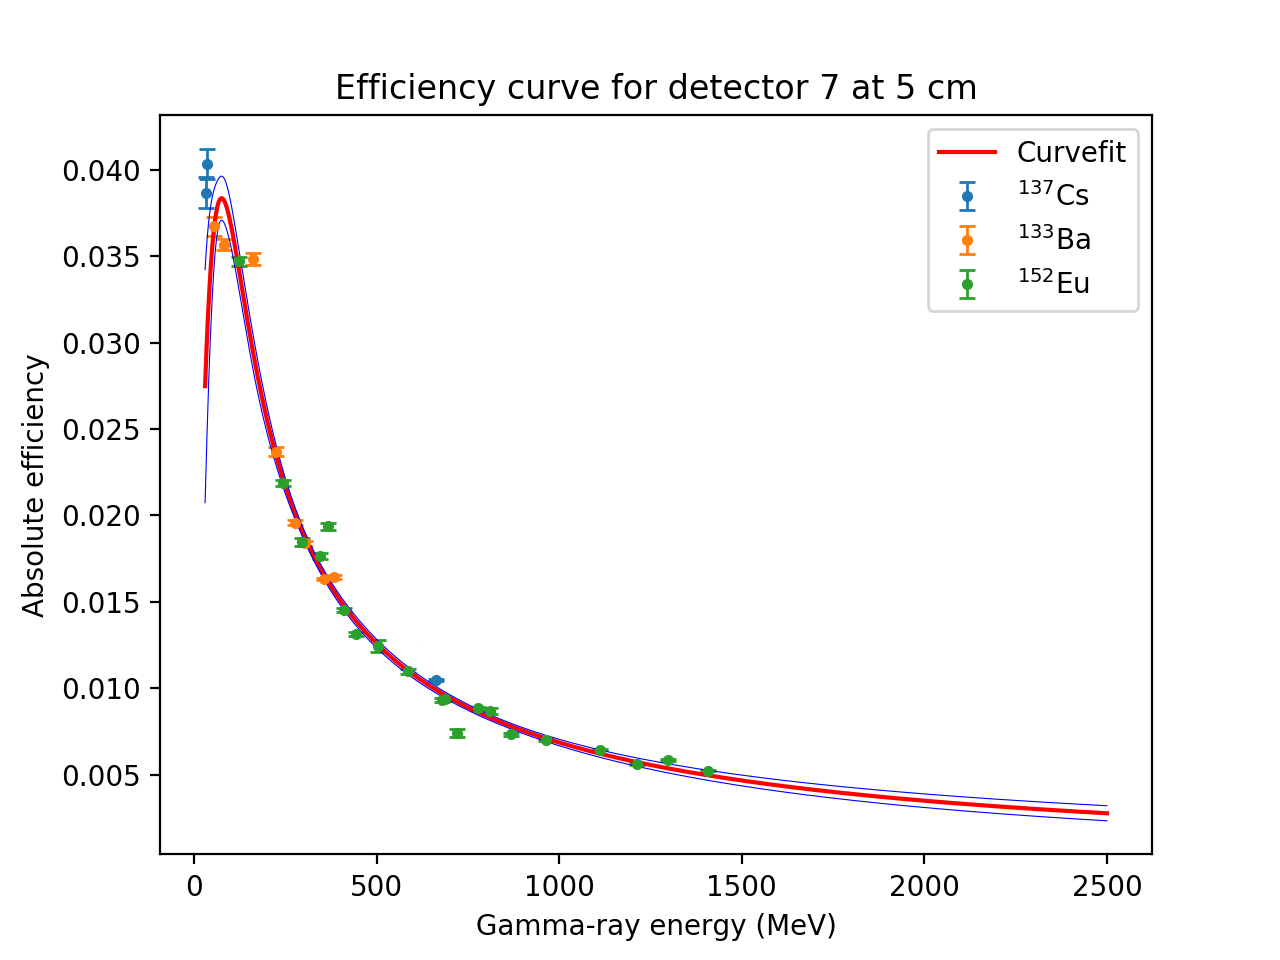 Efficiency curve for detector 7 at 5 cm
Curvefit
¹³⁷Cs
¹³³Ba
¹⁵²Eu
Absolute efficiency
0.040
0.035
0.030
0.025
0.020
0.015
0.010
0.005
0 500 1000 1500 2000 2500
Gamma-ray energy (MeV)